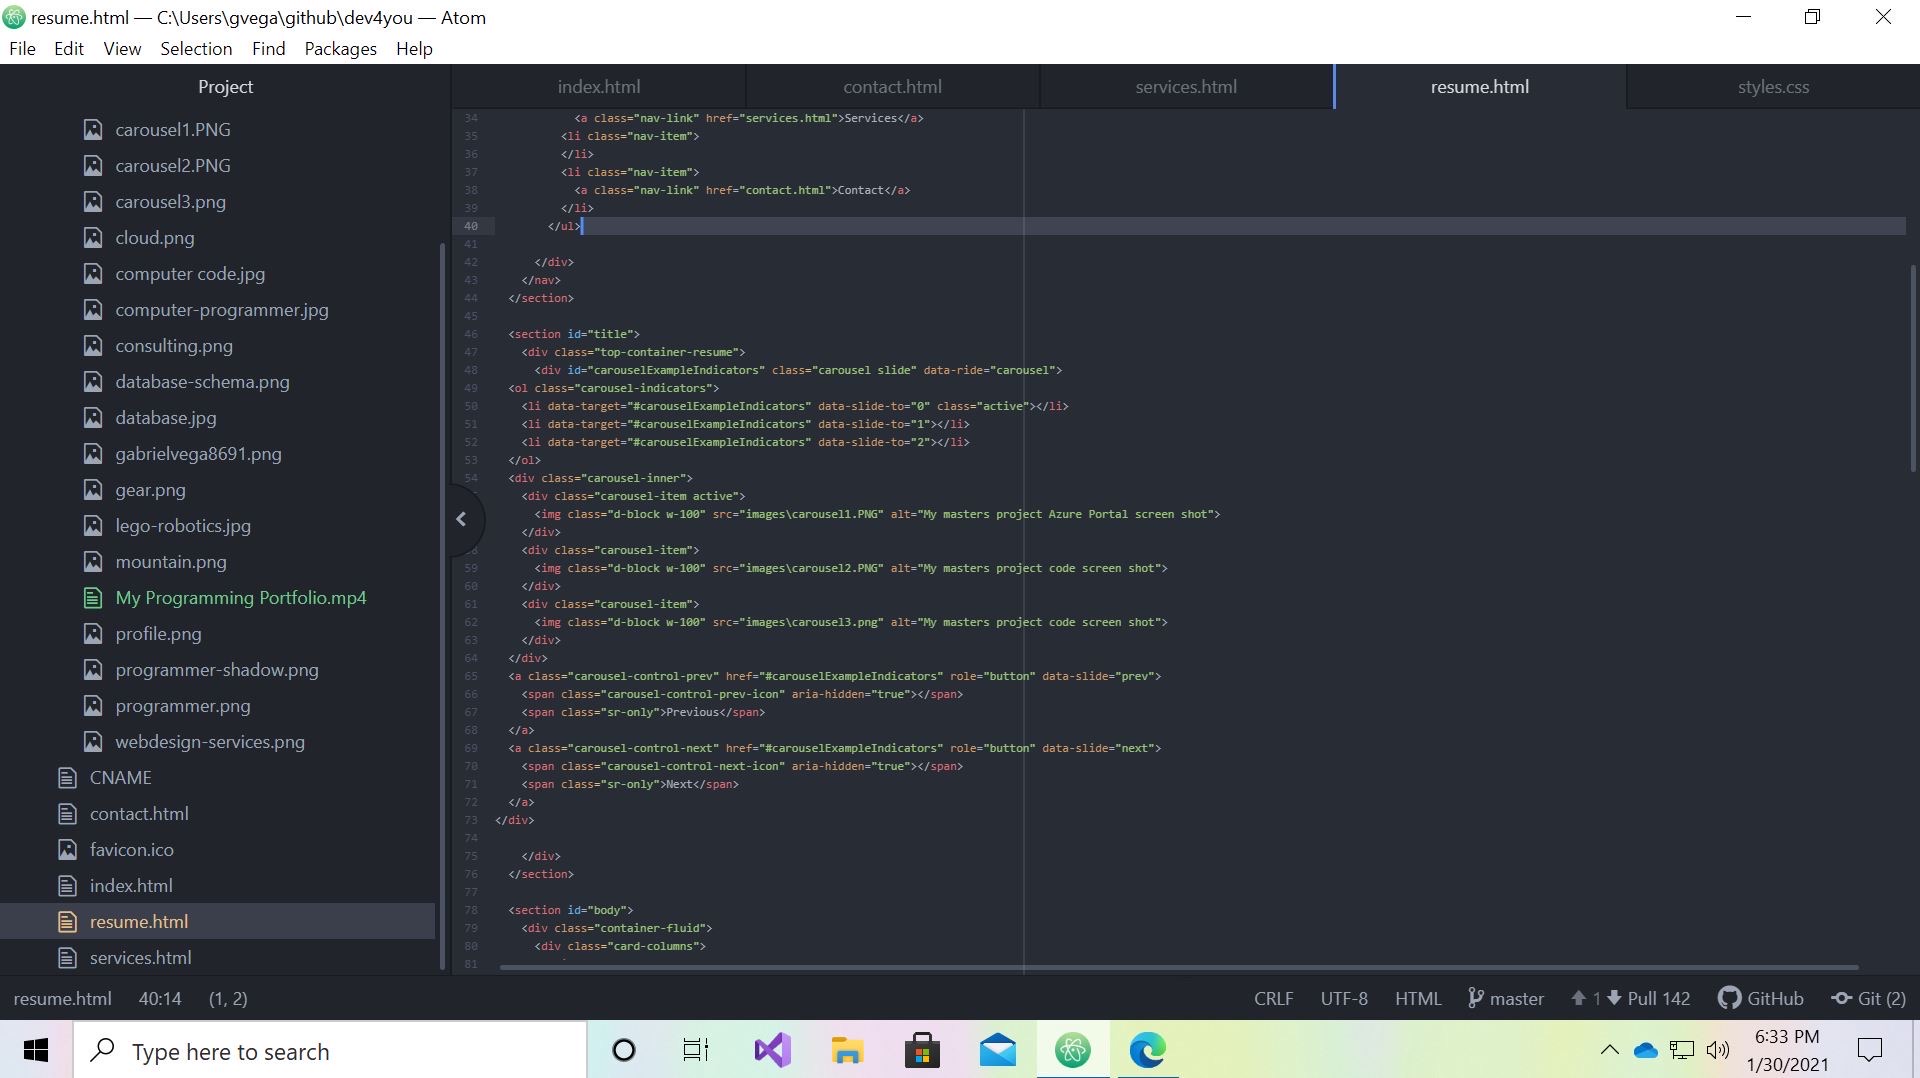 resume.html — C:\Users\gvega\github\dev4you — Atom
File Edit View Selection Find Packages Help
Project
carousel1.PNG
carousel2.PNG
carousel3.png
cloud.png
computer code.jpg
computer-programmer.jpg
consulting.png
database-schema.png
database.jpg
gabrielvega8691.png
gear.png
lego-robotics.jpg
mountain.png
My Programming Portfolio.mp4
profile.png
programmer-shadow.png
programmer.png
webdesign-services.png
CNAME
contact.html
favicon.ico
index.html
resume.html
services.html
index.html contact.html services.html resume.html styles.css
34 <a class="nav-link" href="services.html">Services</a>
35 <li class="nav-item">
36 </li>
37 <li class="nav-item">
38 <a class="nav-link" href="contact.html">Contact</a>
39 </li>
40 </ul>
41
42 </div>
43 </nav>
44 </section>
45
46 <section id="title">
47 <div class="top-container-resume">
48 <div id="carouselExampleIndicators" class="carousel slide" data-ride="carousel">
49 <ol class="carousel-indicators">
50 <li data-target="#carouselExampleIndicators" data-slide-to="0" class="active"></li>
51 <li data-target="#carouselExampleIndicators" data-slide-to="1"></li>
52 <li data-target="#carouselExampleIndicators" data-slide-to="2"></li>
53 </ol>
54 <div class="carousel-inner">
<div class="carousel-item active">
<img class="d-block w-100" src="images\carousel1.PNG" alt="My masters project Azure Portal screen shot">
</div>
<div class="carousel-item">
59 <img class="d-block w-100" src="images\carousel2.PNG" alt="My masters project code screen shot">
60 </div>
61 <div class="carousel-item">
62 <img class="d-block w-100" src="images\carousel3.png" alt="My masters project code screen shot">
63 </div>
64 </div>
65 <a class="carousel-control-prev" href="#carouselExampleIndicators" role="button" data-slide="prev">
66 <span class="carousel-control-prev-icon" aria-hidden="true"></span>
67 <span class="sr-only">Previous</span>
68 </a>
69 <a class="carousel-control-next" href="#carouselExampleIndicators" role="button" data-slide="next">
70 <span class="carousel-control-next-icon" aria-hidden="true"></span>
71 <span class="sr-only">Next</span>
72 </a>
73 </div>
74
75 </div>
76 </section>
77
78 <section id="body">
79 <div class="container-fluid">
80 <div class="card-columns">
81
resume.html 40:14 (1, 2) CRLF UTF-8 HTML master 1 Pull 142 GitHub Git (2)
Type here to search
6:33 PM
1/30/2021